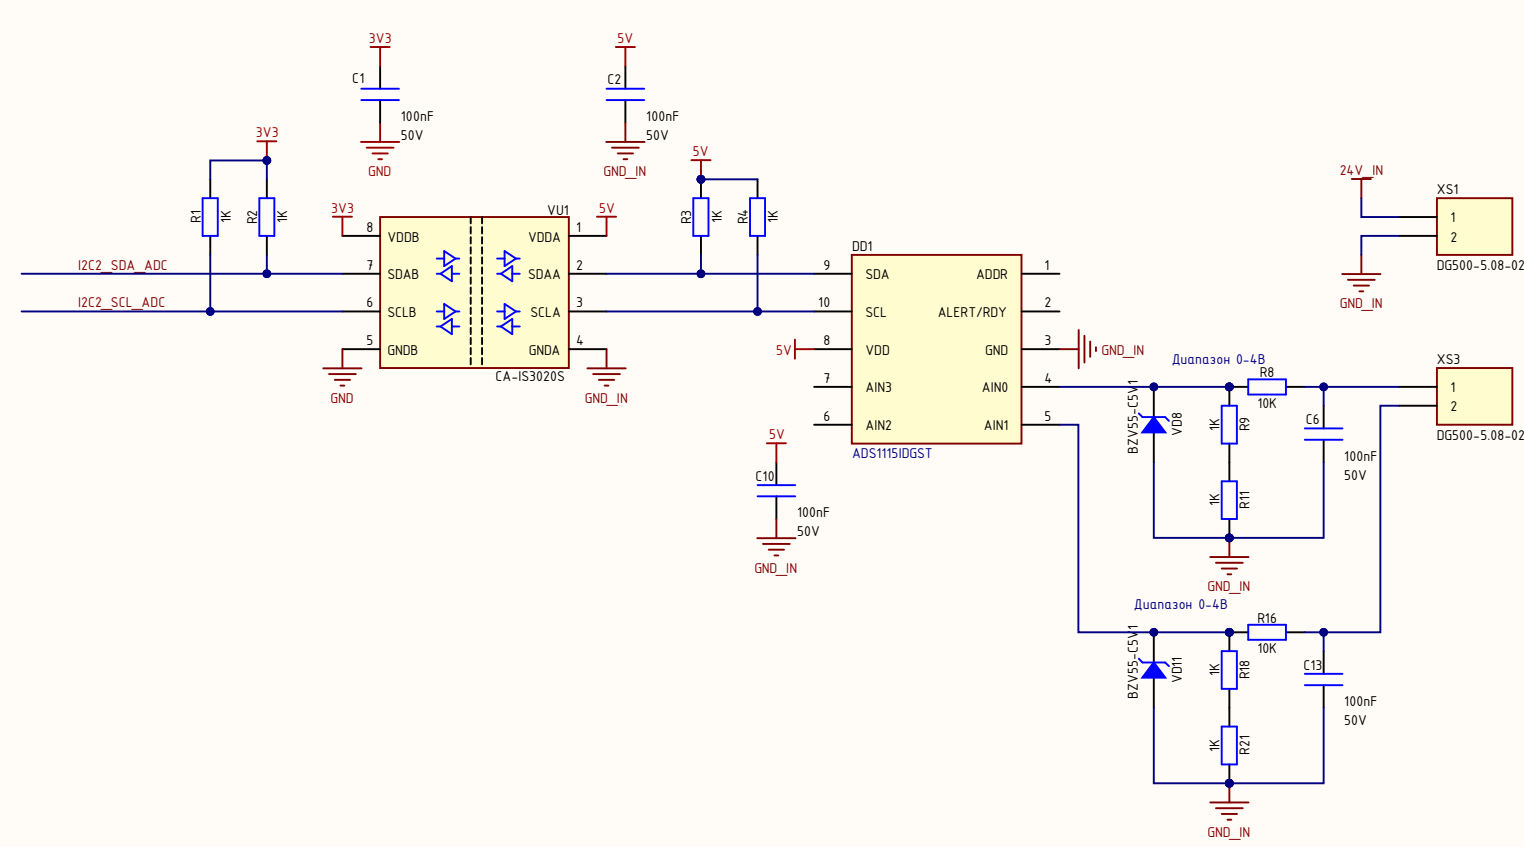 3V3
C1
100nF
50V
GND
5V
C2
100nF
50V
GND_IN
3V3
R1
1K
R2
1K
I2C2_SDA_ADC
I2C2_SCL_ADC
3V3
VU1
5V
8
VDDB
VDDA
1
7
SDAB
SDAA
2
6
SCLB
SCLA
3
5
GNDB
GNDA
4
CA-IS3020S
GND
GND_IN
5V
R3
1K
R4
1K
DD1
9
SDA
ADDR
1
10
SCL
ALERT/RDY
2
5V
8
VDD
GND
3
GND_IN
7
AIN3
AIN0
4
6
AIN2
AIN1
5
ADS1115IDGST
5V
C10
100nF
50V
GND_IN
24V_IN
XS1
1
2
DG500-5.08-02
GND_IN
XS3
1
2
DG500-5.08-02
Диапазон 0-4В
R8
10K
BZV55-C5V1
VD8
1K
R9
1K
R11
C6
100nF
50V
GND_IN
Диапазон 0-4В
R16
10K
BZV55-C5V1
VD11
1K
R18
1K
R21
C13
100nF
50V
GND_IN